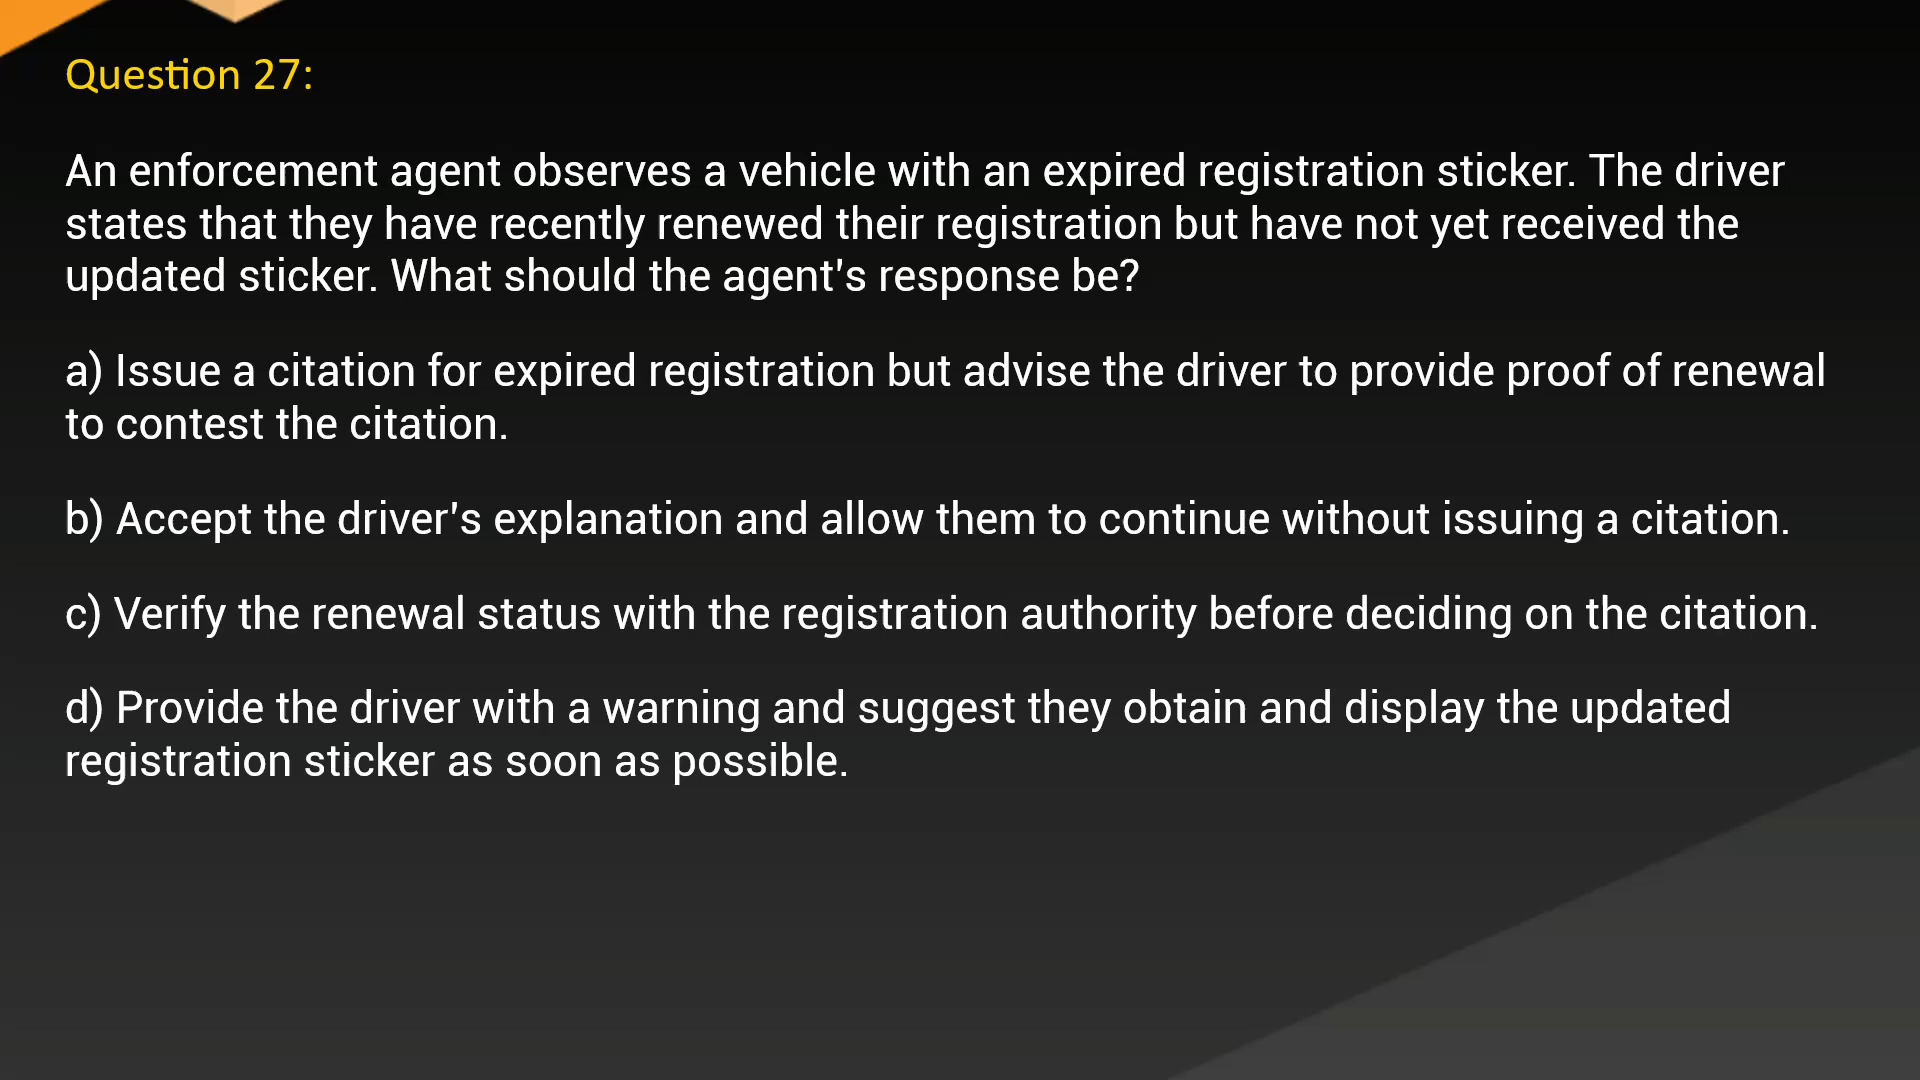 Question 27:
An enforcement agent observes a vehicle with an expired registration sticker. The driver
states that they have recently renewed their registration but have not yet received the
updated sticker. What should the agent's response be?
a) Issue a citation for expired registration but advise the driver to provide proof of renewal
to contest the citation.
b) Accept the driver's explanation and allow them to continue without issuing a citation.
c) Verify the renewal status with the registration authority before deciding on the citation.
d) Provide the driver with a warning and suggest they obtain and display the updated
registration sticker as soon as possible.